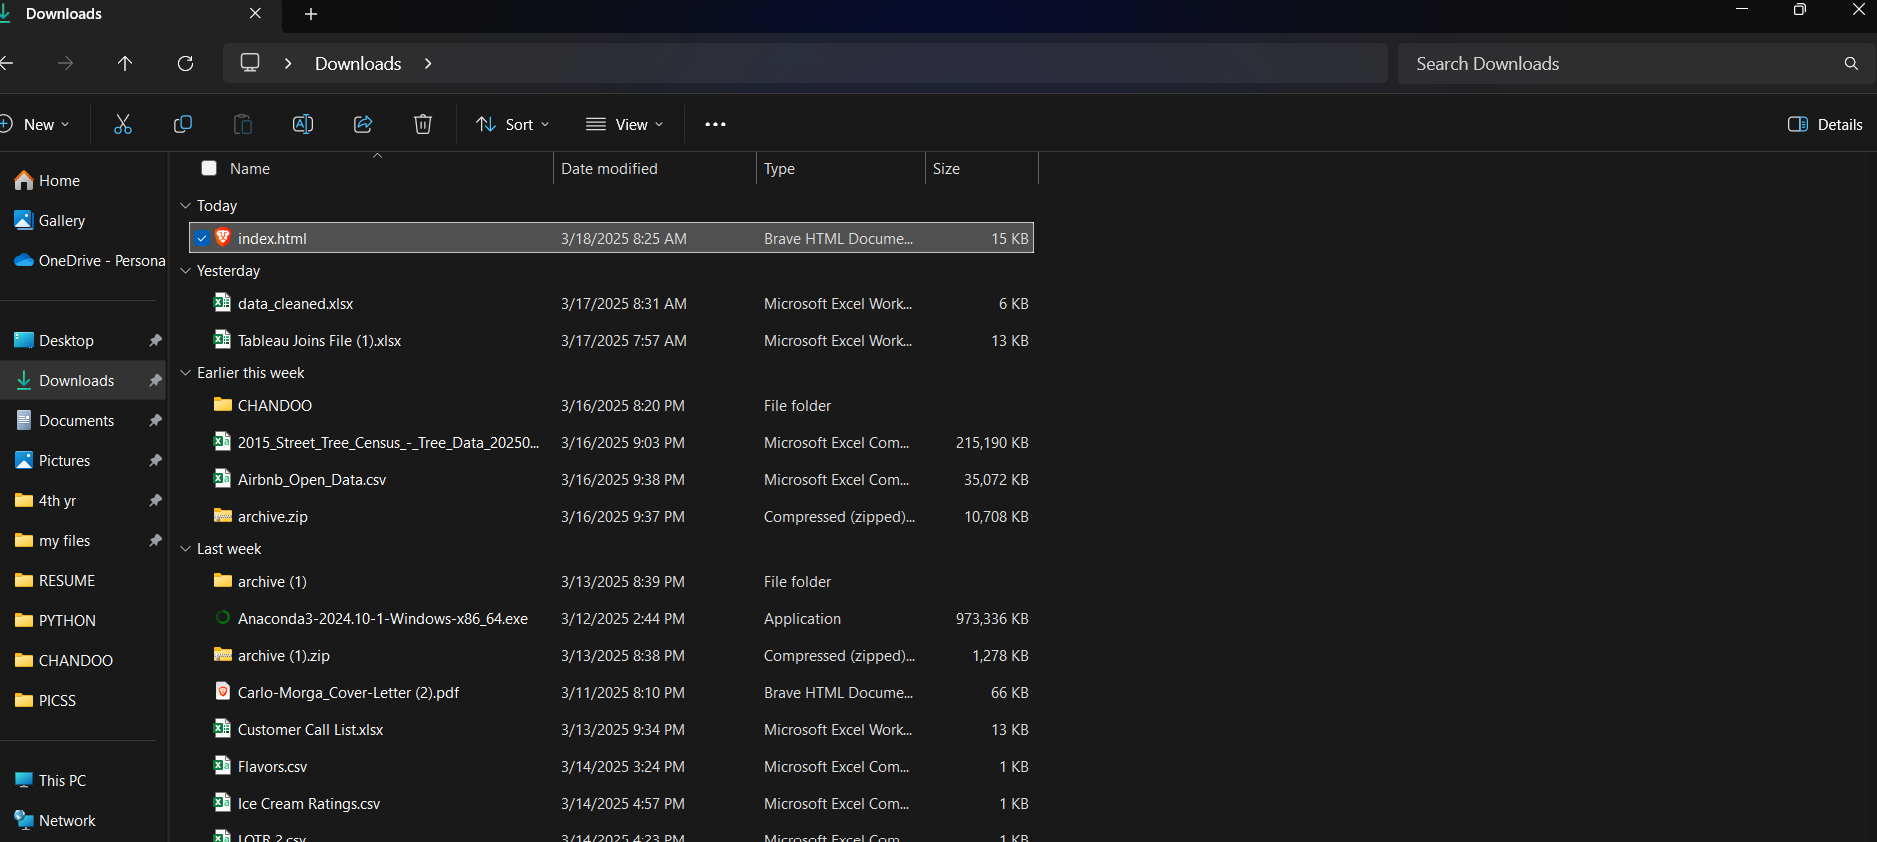 Downloads
Downloads
Search Downloads
New
Sort
View
Details
Name Date modified Type Size
Home
Gallery
OneDrive - Persona
Desktop
Downloads
Documents
Pictures
4th yr
my files
RESUME
PYTHON
CHANDOO
PICSS
This PC
Network
Today
index.html 3/18/2025 8:25 AM Brave HTML Docume... 15 KB
Yesterday
data_cleaned.xlsx 3/17/2025 8:31 AM Microsoft Excel Work... 6 KB
Tableau Joins File (1).xlsx 3/17/2025 7:57 AM Microsoft Excel Work... 13 KB
Earlier this week
CHANDOO 3/16/2025 8:20 PM File folder
2015_Street_Tree_Census_-_Tree_Data_20250... 3/16/2025 9:03 PM Microsoft Excel Com... 215,190 KB
Airbnb_Open_Data.csv 3/16/2025 9:38 PM Microsoft Excel Com... 35,072 KB
archive.zip 3/16/2025 9:37 PM Compressed (zipped)... 10,708 KB
Last week
archive (1) 3/13/2025 8:39 PM File folder
Anaconda3-2024.10-1-Windows-x86_64.exe 3/12/2025 2:44 PM Application 973,336 KB
archive (1).zip 3/13/2025 8:38 PM Compressed (zipped)... 1,278 KB
Carlo-Morga_Cover-Letter (2).pdf 3/11/2025 8:10 PM Brave HTML Docume... 66 KB
Customer Call List.xlsx 3/13/2025 9:34 PM Microsoft Excel Work... 13 KB
Flavors.csv 3/14/2025 3:24 PM Microsoft Excel Com... 1 KB
Ice Cream Ratings.csv 3/14/2025 4:57 PM Microsoft Excel Com... 1 KB
LOTR 2.csv 3/14/2025 4:23 PM Microsoft Excel Com... 1 KB